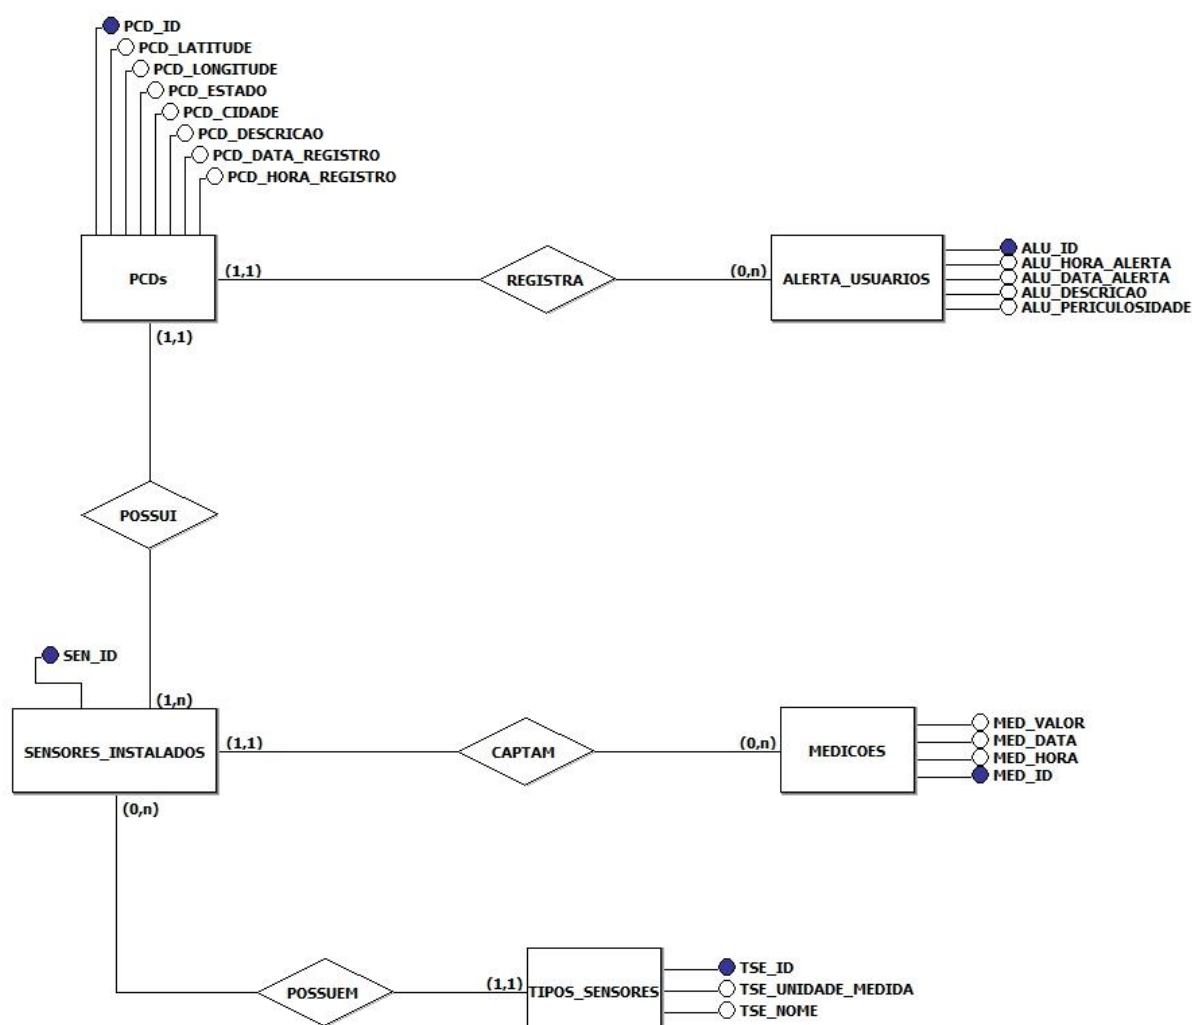 PCD_ID
PCD_LATITUDE
PCD_LONGITUDE
PCD_ESTADO
PCD_CIDADE
PCD_DESCRICAO
PCD_DATA_REGISTRO
PCD_HORA_REGISTRO
PCDs
(1,1)
REGISTRA
(0,n)
ALERTA_USUARIOS
ALU_ID
ALU_HORA_ALERTA
ALU_DATA_ALERTA
ALU_DESCRICAO
ALU_PERICULOSIDADE
(1,1)
POSSUI
SEN_ID
(1,n)
SENSORES_INSTALADOS
(1,1)
CAPTAM
(0,n)
MEDICOES
MED_VALOR
MED_DATA
MED_HORA
MED_ID
(0,n)
POSSUEM
(1,1)
TIPOS_SENSORES
TSE_ID
TSE_UNIDADE_MEDIDA
TSE_NOME